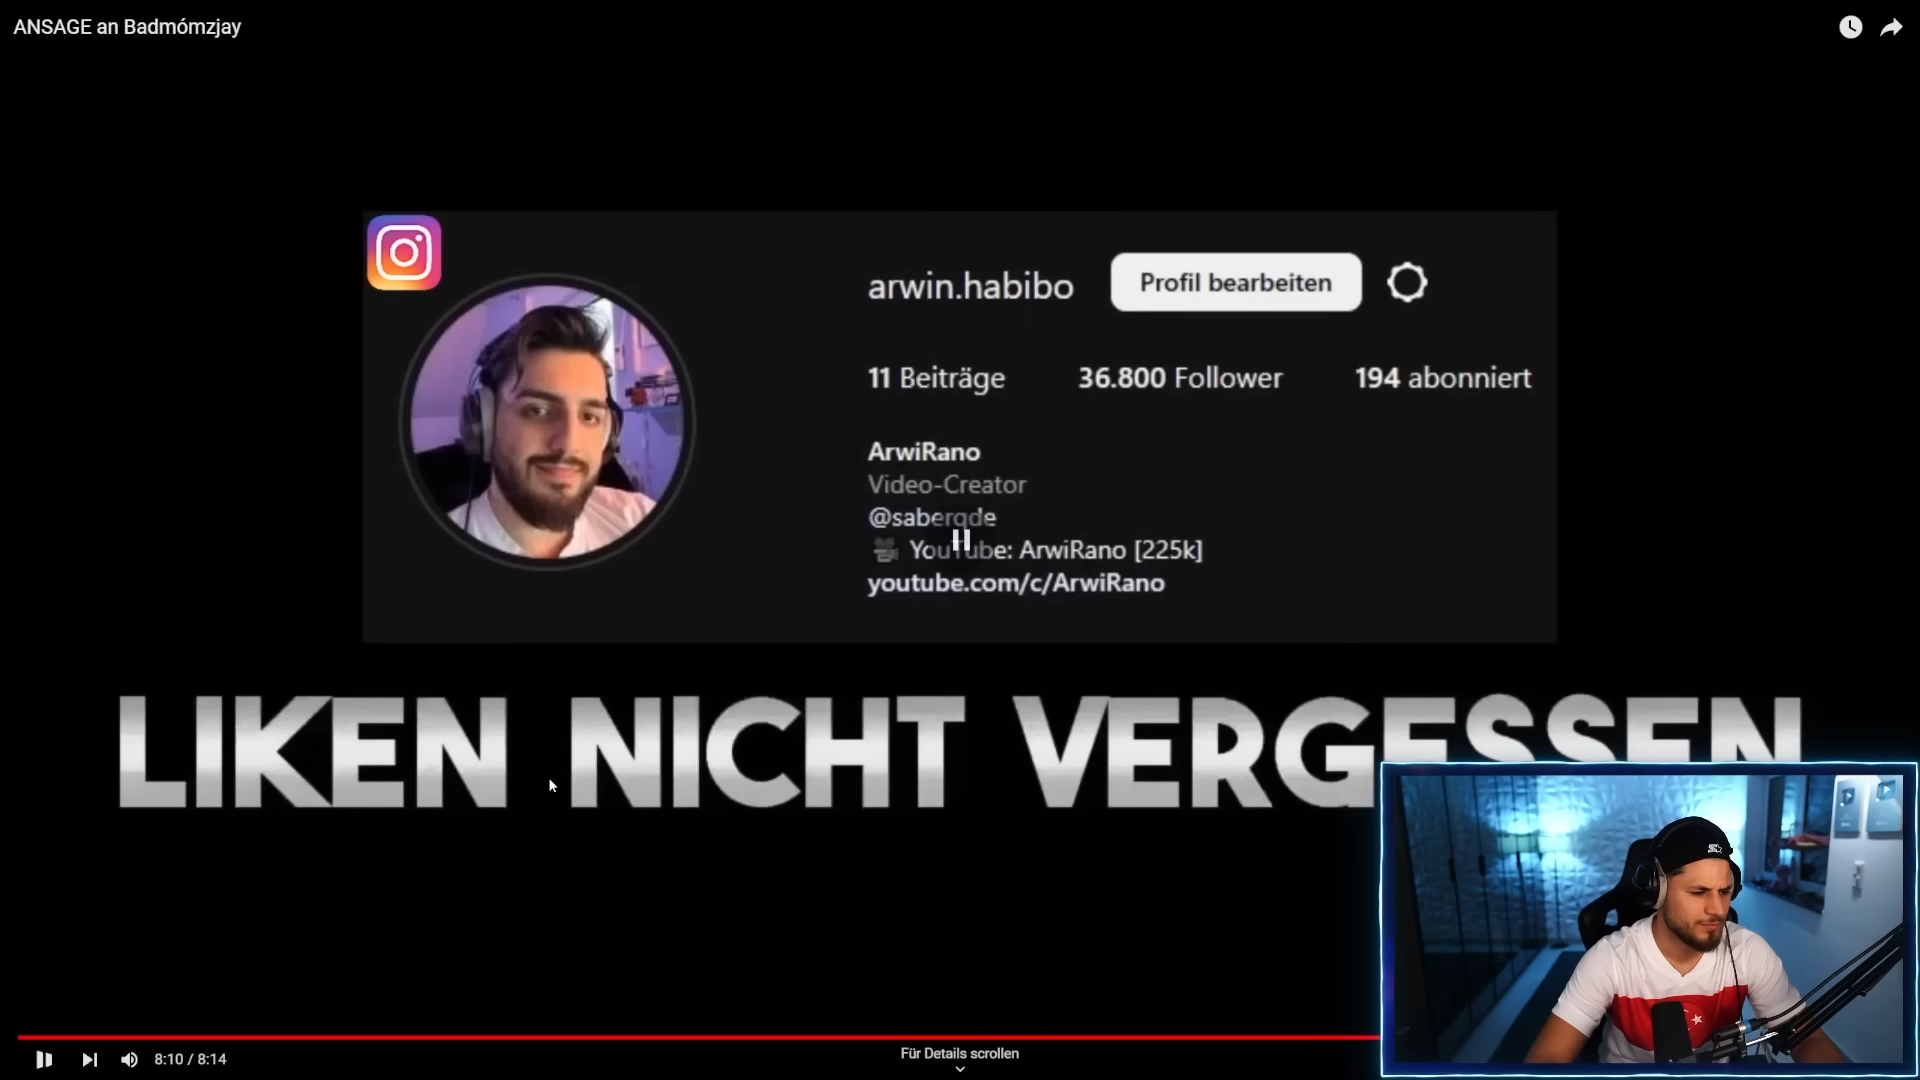 ANSAGE an Badmómzjay
arwin.habibo
Profil bearbeiten
11 Beiträge 36.800 Follower 194 abonniert
ArwiRano
Video-Creator
@saberqde
YouTube: ArwiRano [225k]
youtube.com/c/ArwiRano
LIKEN NICHT VERGESSEN
8:10 / 8:14
Für Details scrollen